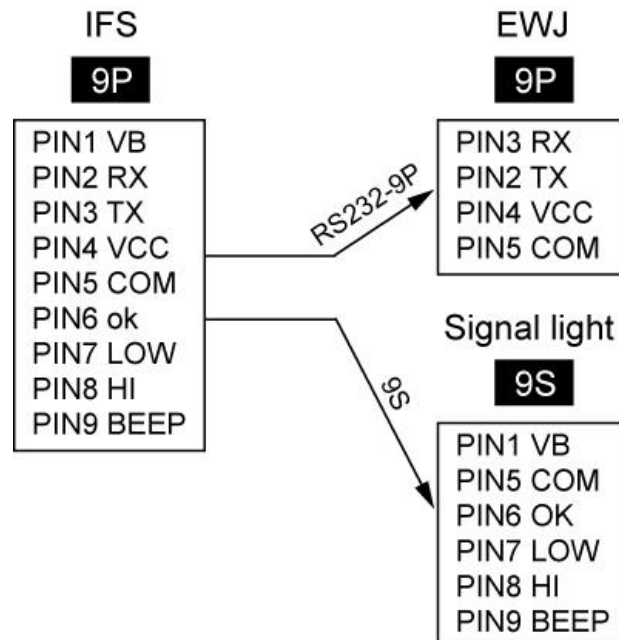 IFS
9P
PIN1 VB
PIN2 RX
PIN3 TX
PIN4 VCC
PIN5 COM
PIN6 ok
PIN7 LOW
PIN8 HI
PIN9 BEEP
RS232-9P
9S
EWJ
9P
PIN3 RX
PIN2 TX
PIN4 VCC
PIN5 COM
Signal light
9S
PIN1 VB
PIN5 COM
PIN6 OK
PIN7 LOW
PIN8 HI
PIN9 BEEP